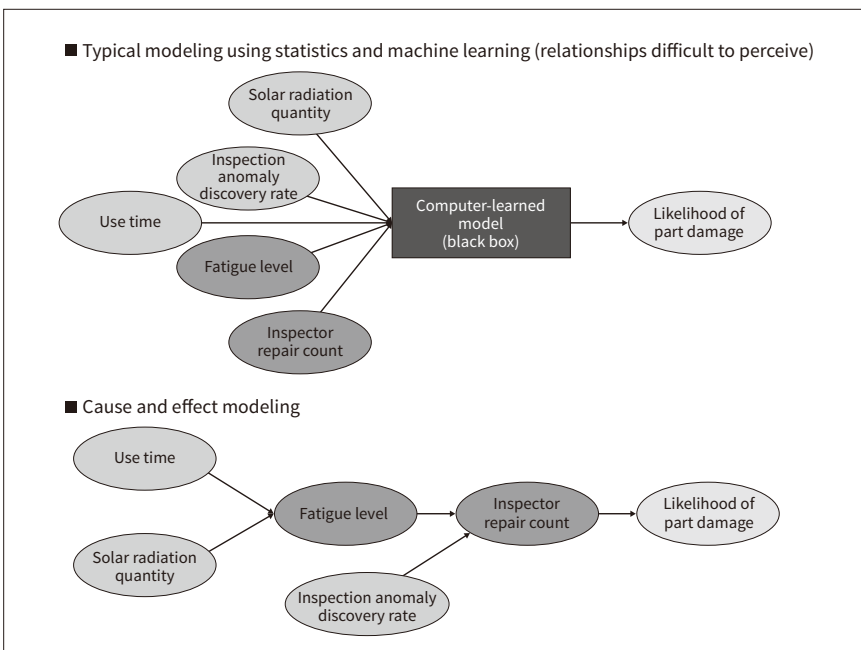 ■ Typical modeling using statistics and machine learning (relationships difficult to perceive)
Solar radiation
quantity
Inspection
anomaly
discovery rate
Use time
Fatigue level
Inspector
repair count
Computer-learned
model
(black box)
Likelihood of
part damage
■ Cause and effect modeling
Use time
Solar radiation
quantity
Fatigue level
Inspection anomaly
discovery rate
Inspector
repair count
Likelihood of
part damage